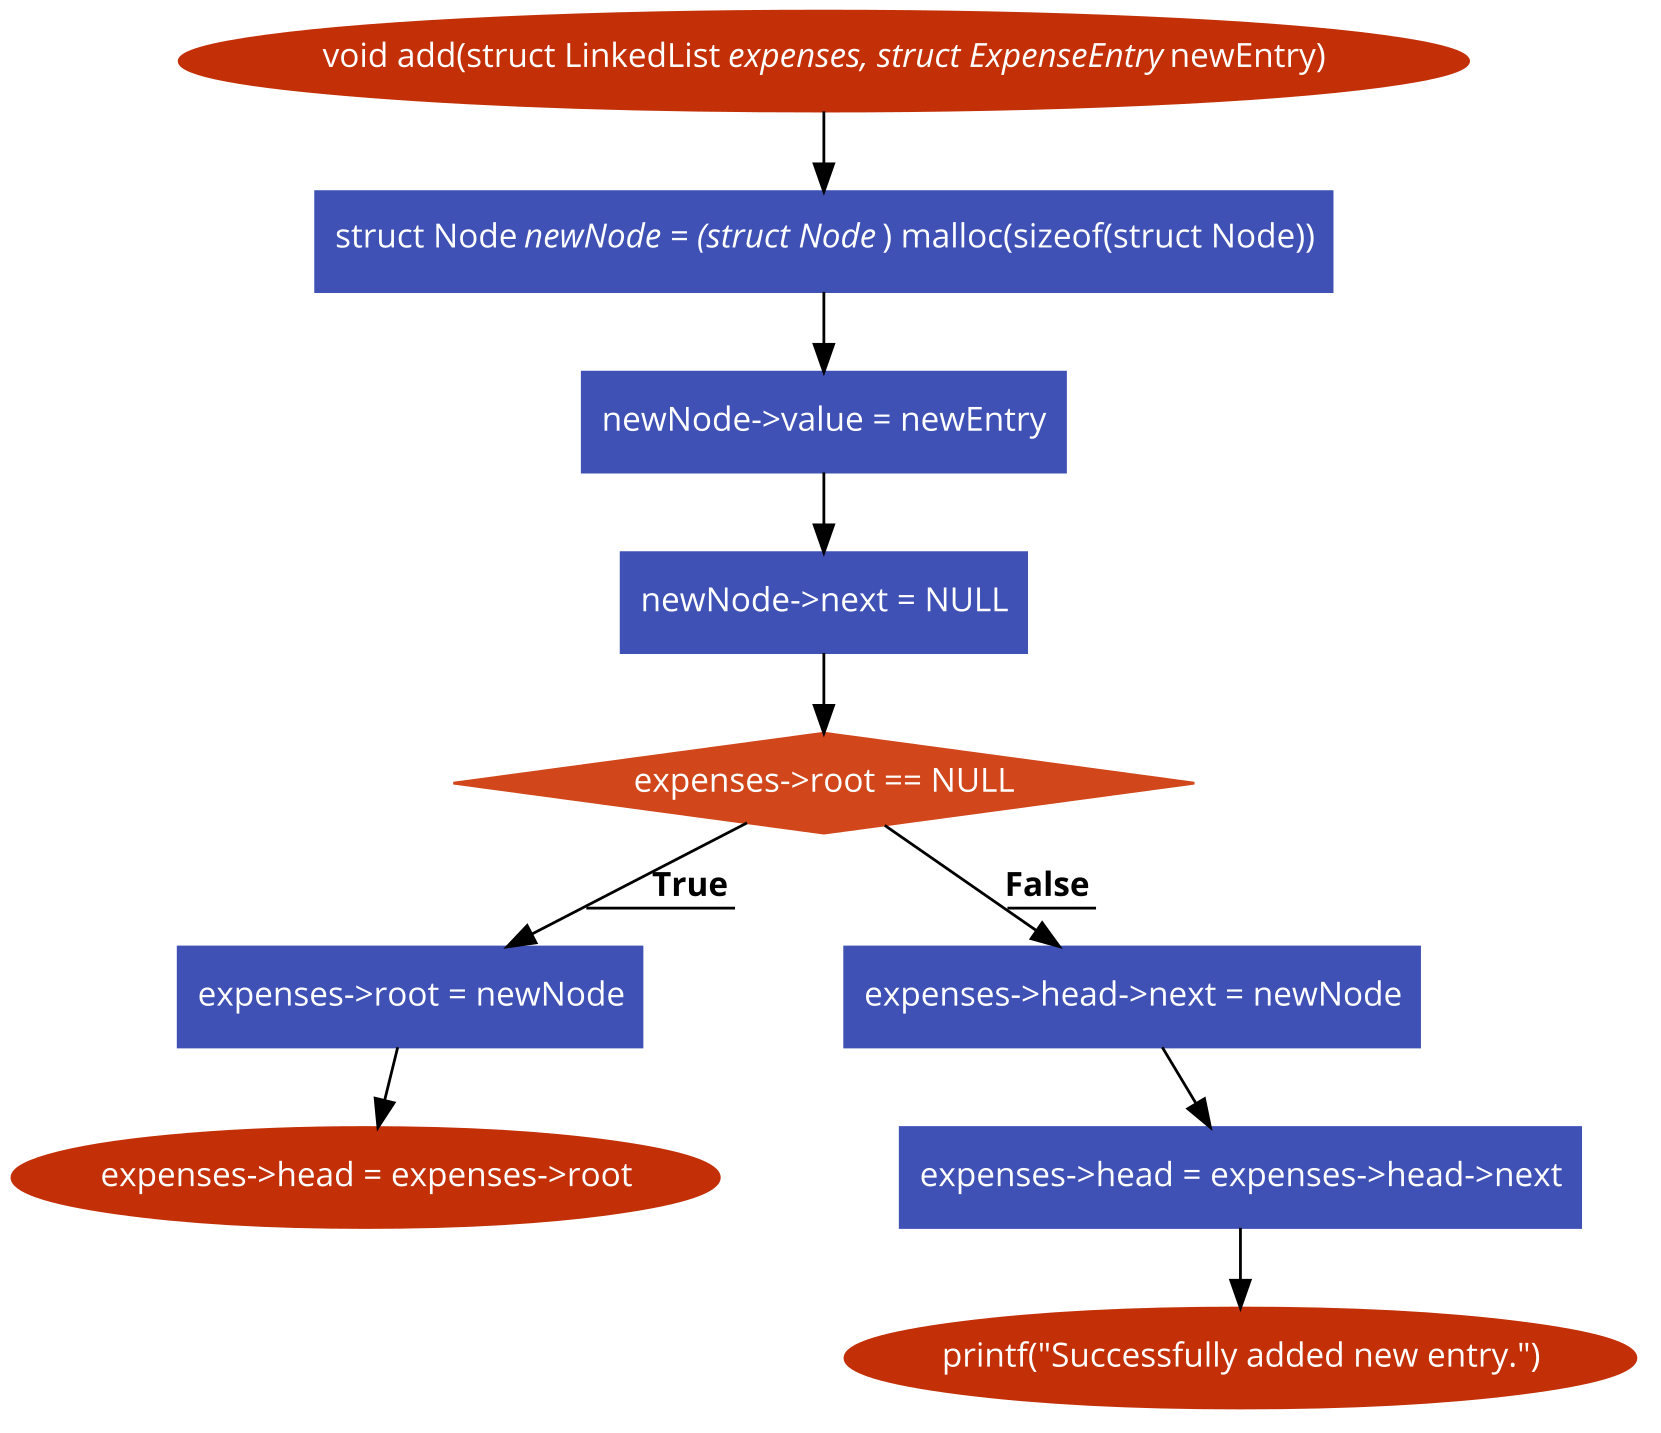 void add(struct LinkedList expenses, struct ExpenseEntry newEntry)
struct Node newNode = (struct Node ) malloc(sizeof(struct Node))
newNode->value = newEntry
newNode->next = NULL
expenses->root == NULL
True
False
expenses->root = newNode
expenses->head->next = newNode
expenses->head = expenses->root
expenses->head = expenses->head->next
printf("Successfully added new entry.")